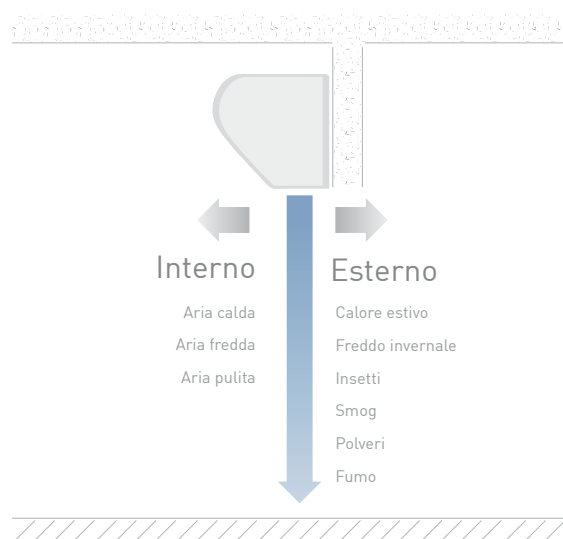 Interno
Aria calda
Aria fredda
Aria pulita
Esterno
Calore estivo
Freddo invernale
Insetti
Smog
Polveri
Fumo